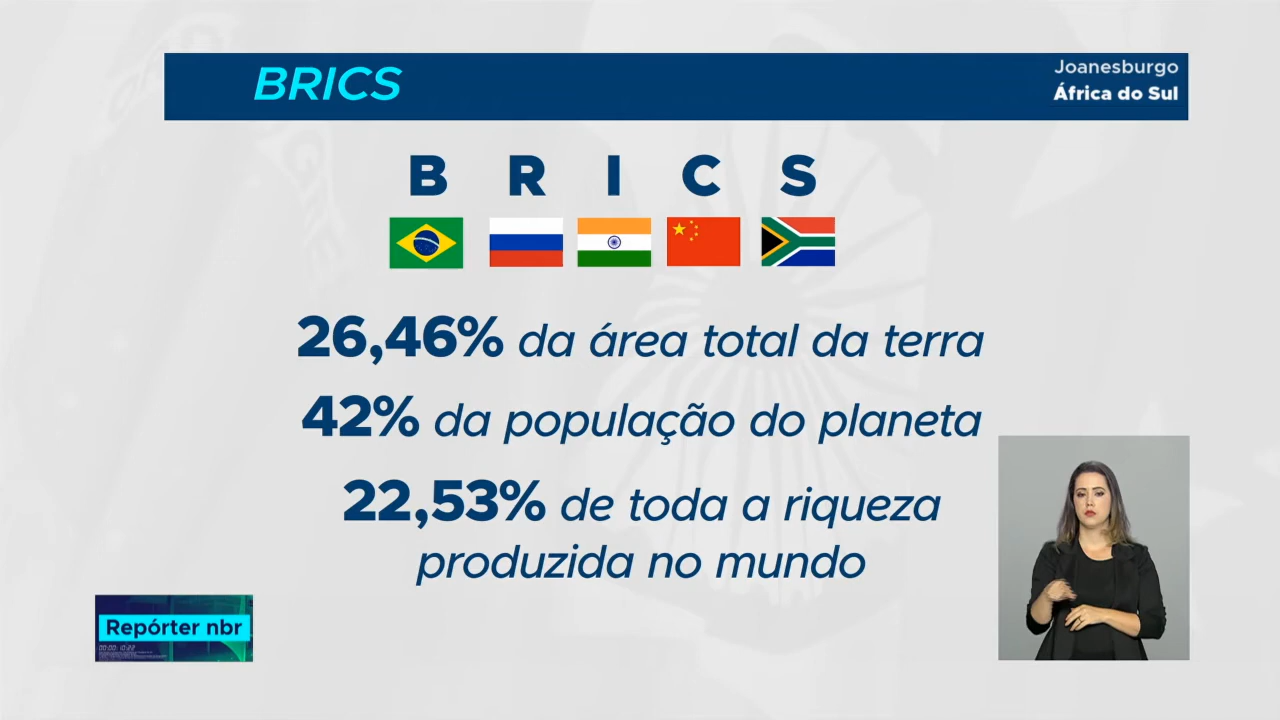 BRICS
Joanesburgo
África do Sul
B R I C S
26,46% da área total da terra
42% da população do planeta
22,53% de toda a riqueza
produzida no mundo
Repórter nbr